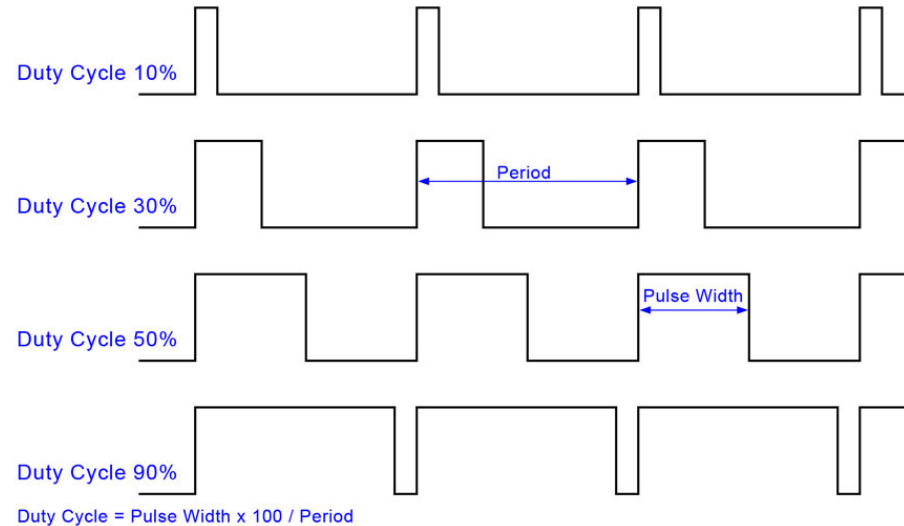 Duty Cycle 10%
Period
Duty Cycle 30%
Pulse Width
Duty Cycle 50%
Duty Cycle 90%
Duty Cycle = Pulse Width x 100 / Period